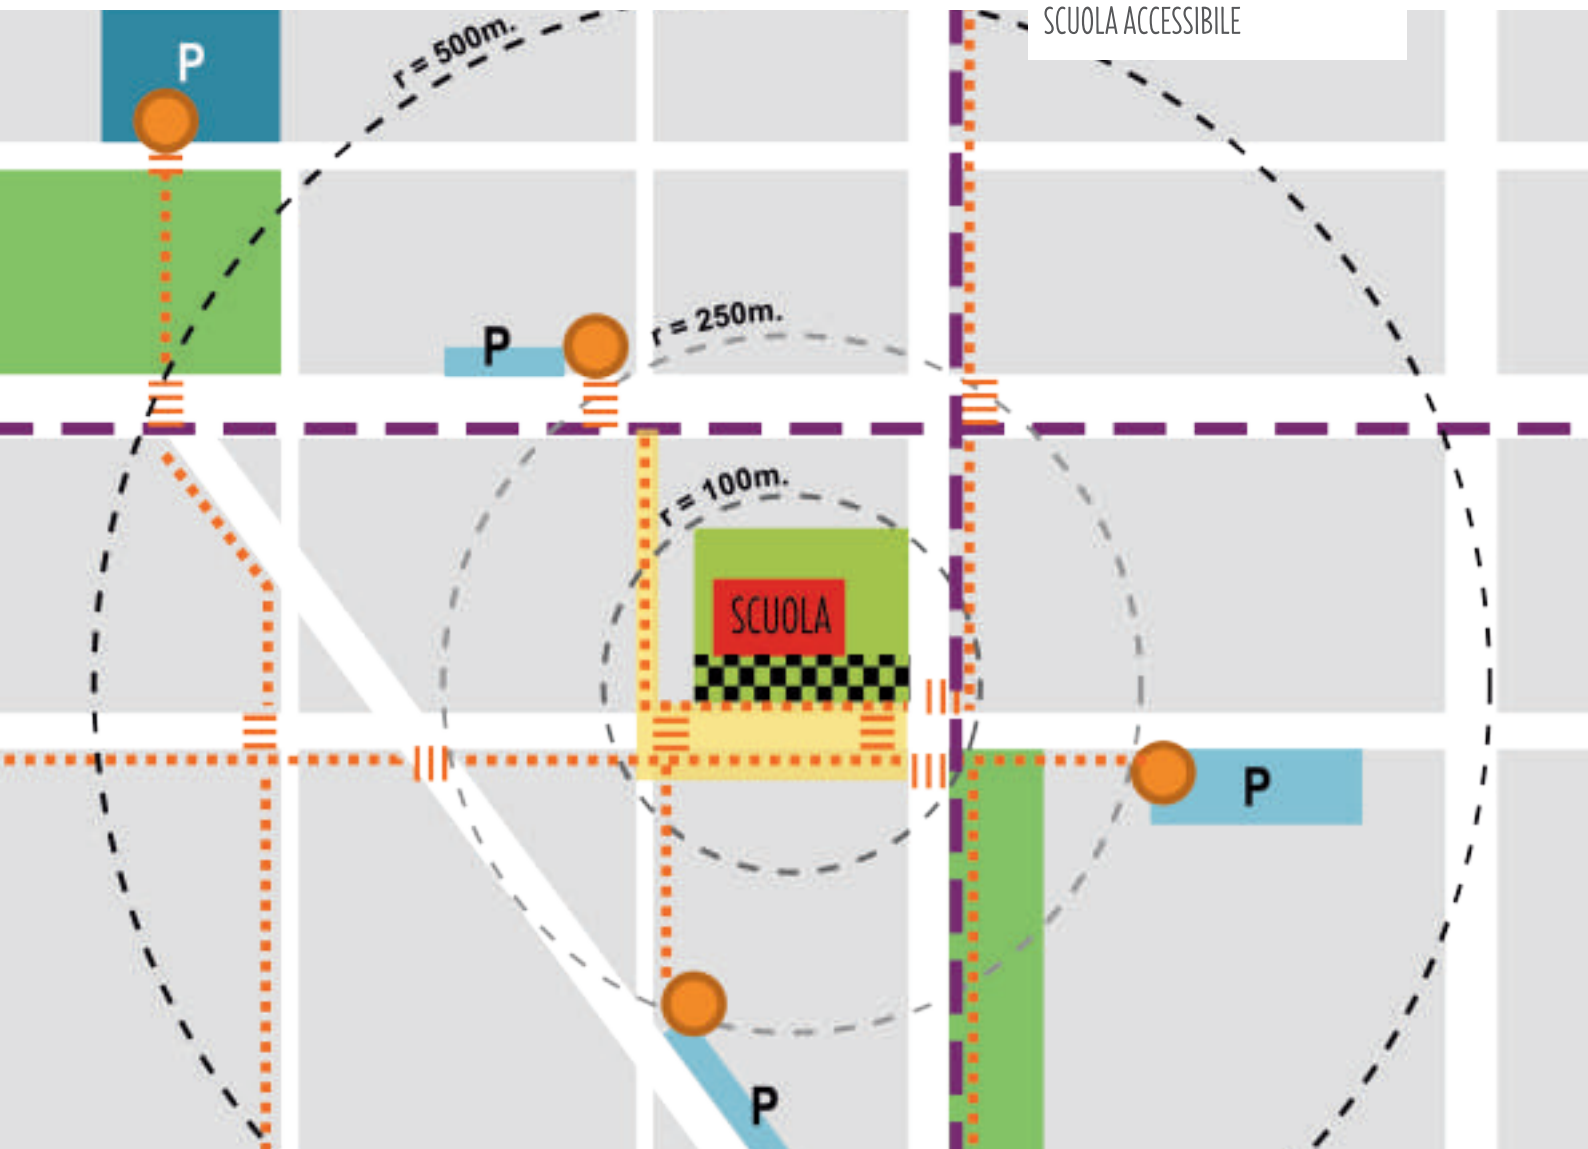 SCUOLA ACCESSIBILE
r = 500m.
P
r = 250m.
P
r = 100m.
SCUOLA
P
P